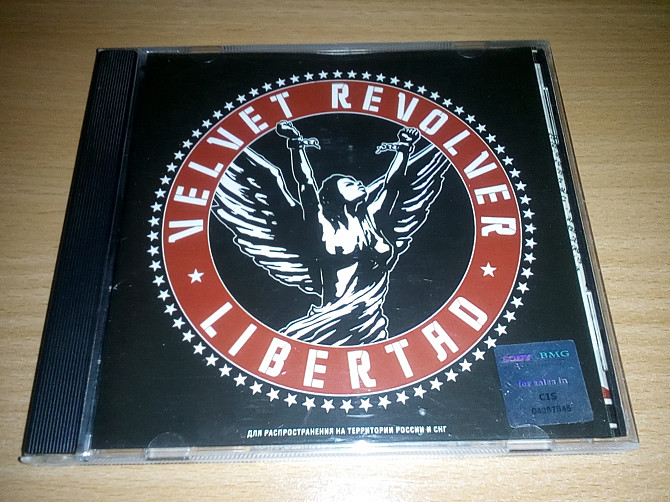 VELVET REVOLVER
LIBERTAD
SONY BMG
for sales in
CIS
ДЛЯ РАСПРОСТРАНЕНИЯ НА ТЕРРИТОРИИ РОССИИ И СНГ